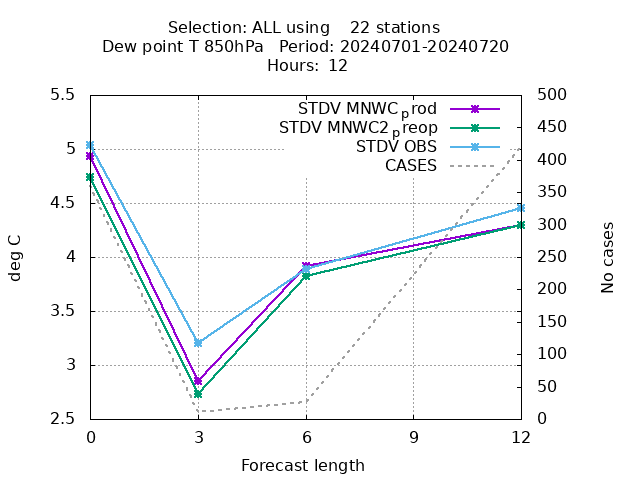 Selection: ALL using    22 stations
Dew point T 850hPa   Period: 20240701-20240720
Hours:  12
STDV MNWC_prod
STDV MNWC2_preop
STDV OBS
CASES
5.5
5
4.5
4
3.5
3
2.5
500
450
400
350
300
250
200
150
100
50
0
deg C
No cases
0 3 6 9 12
Forecast length